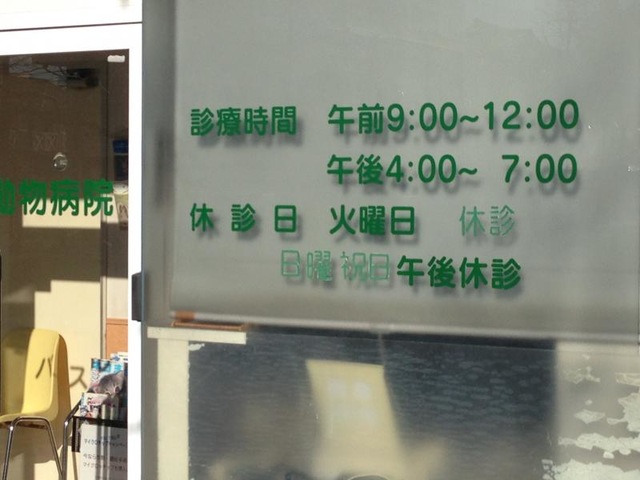 診療時間 午前9:00~12:00
午後4:00~ 7:00
休診日 火曜日 休診
日曜 祝日 午後休診
動物病院